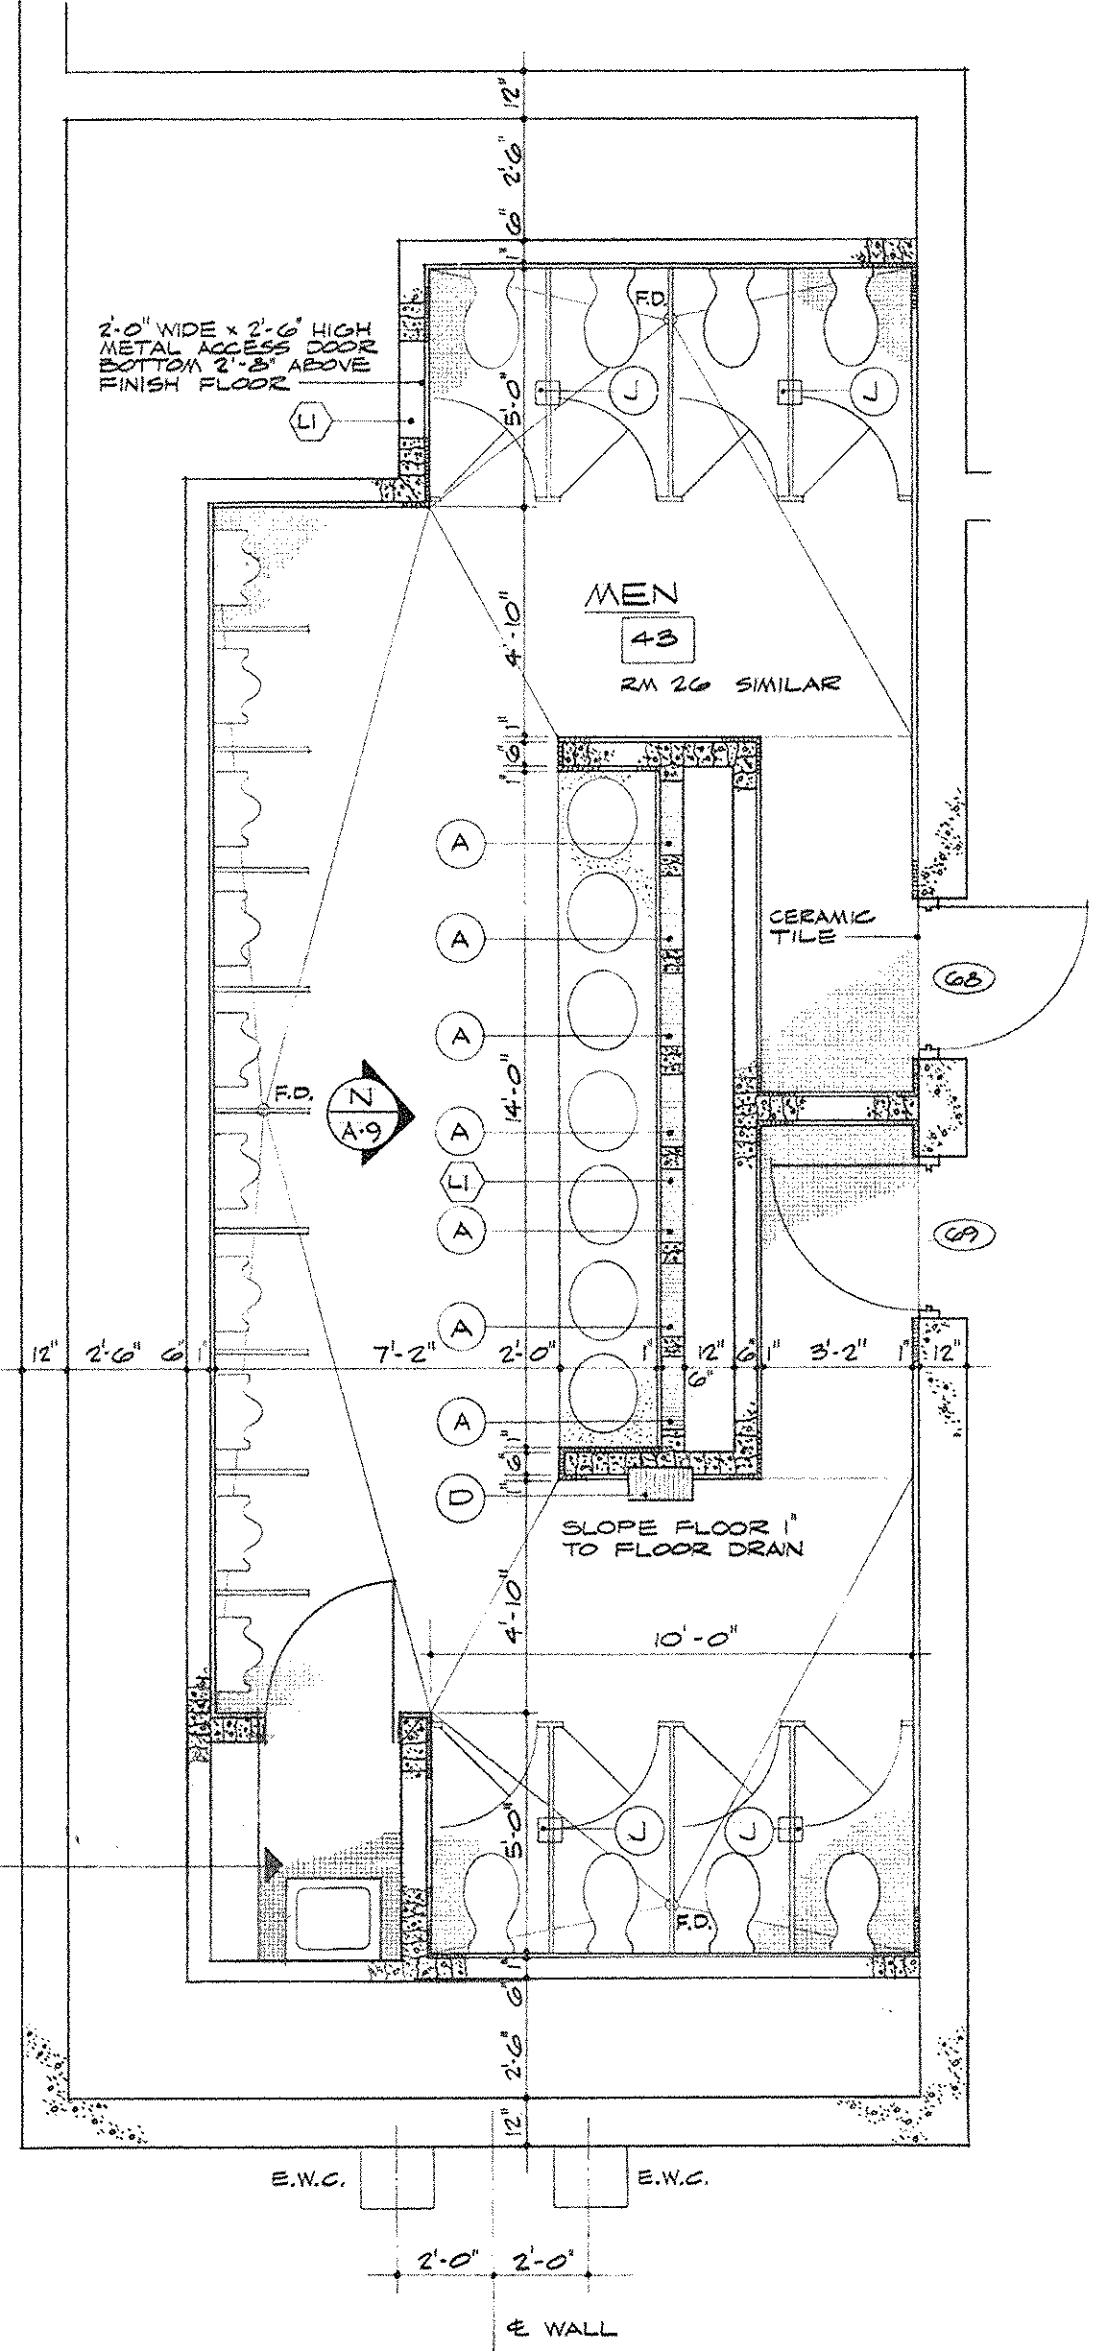 12"
2'-6"
6"
1"
2'-0" WIDE x 2'-6" HIGH
METAL ACCESS DOOR
BOTTOM 2'-8" ABOVE
FINISH FLOOR
L1
F.D.
L
L
5'-0"
MEN
43
RM 26 SIMILAR
4'-10"
1"
6"
1"
A
A
A
A
L1
A
A
A
D
CERAMIC
TILE
68
69
F.D.
N
A-9
14'-0"
12" 2'-6" 6" 1" 7'-2" 2'-0" 1" 6" 12" 6" 1" 3'-2" 1" 12"
1"
6"
1"
SLOPE FLOOR 1"
TO FLOOR DRAIN
4'-10"
10'-0"
L
L
5'-0"
F.D.
1"
6"
2'-6"
12"
E.W.C.
E.W.C.
2'-0" 2'-0"
℄ WALL